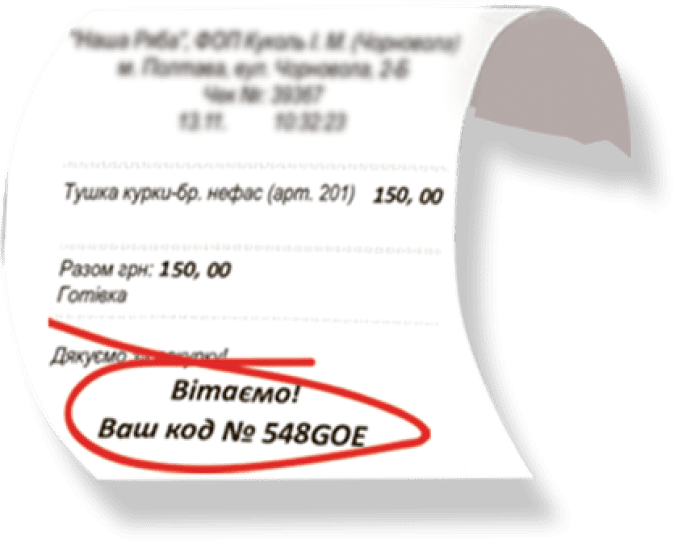 "Наша Ряба", ФОП Куколь І. М. (Чорновола)
м. Полтава, вул. Чорновола, 2-Б
Чек №: 39367
13.11. 10:32:23
Тушка курки-бр. нефас (арт. 201) 150, 00
Разом грн: 150, 00
Готівка
Дякуємо
Вітаємо!
Ваш код № 548GOE